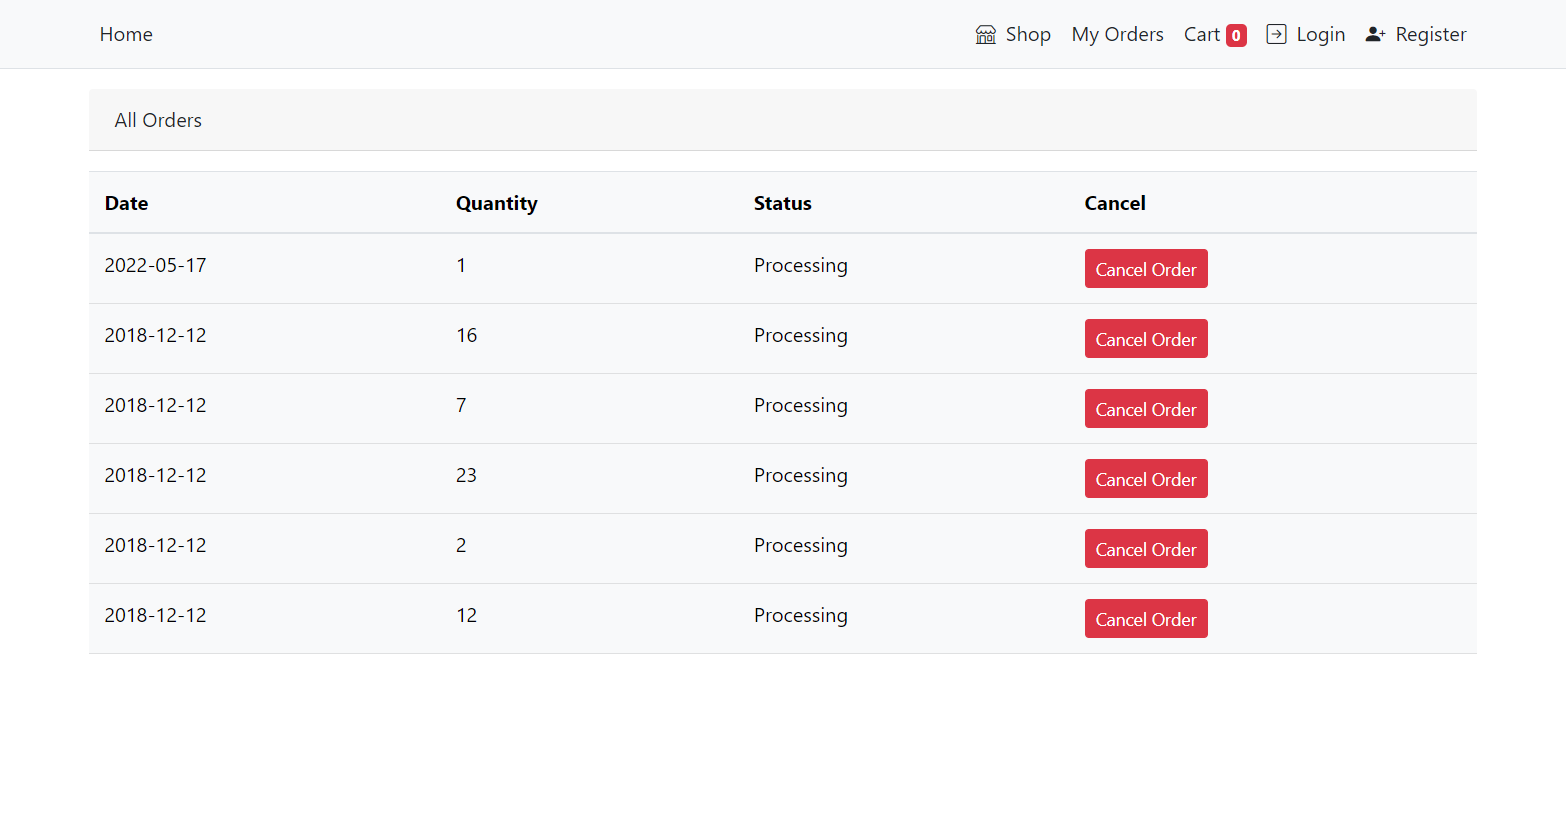 Home Shop My Orders Cart 0 Login Register
All Orders
Date Quantity Status Cancel
2022-05-17 1 Processing Cancel Order
2018-12-12 16 Processing Cancel Order
2018-12-12 7 Processing Cancel Order
2018-12-12 23 Processing Cancel Order
2018-12-12 2 Processing Cancel Order
2018-12-12 12 Processing Cancel Order